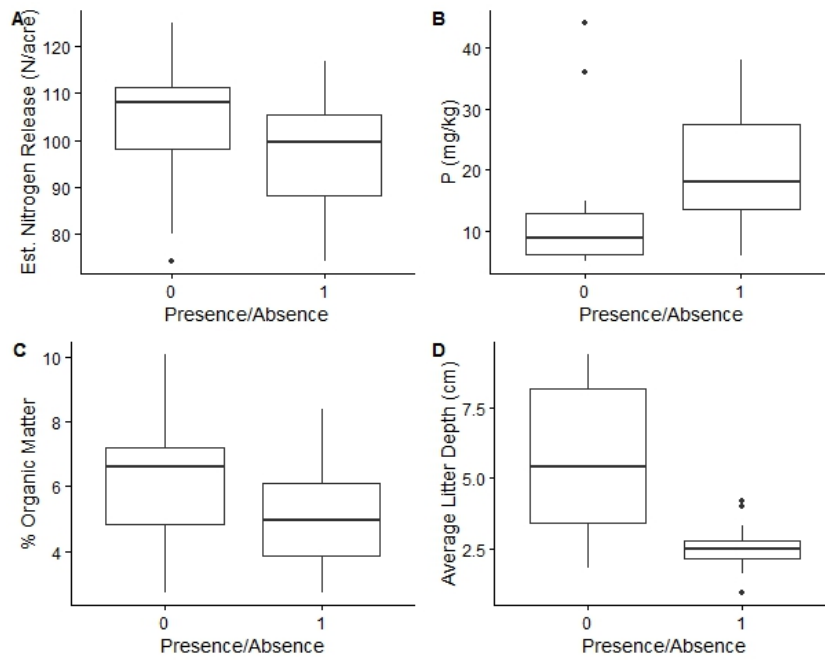 A
Est. Nitrogen Release (N/acre)
120
110
100
90
80
0 1
Presence/Absence
B
P (mg/kg)
40
30
20
10
0 1
Presence/Absence
C
% Organic Matter
10
8
6
4
0 1
Presence/Absence
D
Average Litter Depth (cm)
7.5
5.0
2.5
0 1
Presence/Absence